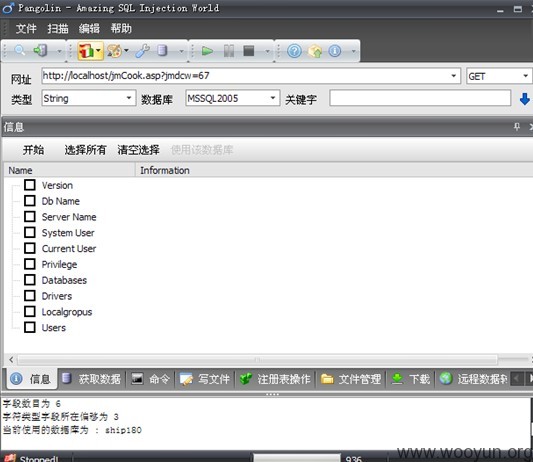 Pangolin - Amazing SQL Injection World
文件 扫描 编辑 帮助
网址 http://localhost/jmCook.asp?jmdcw=67 GET
类型 String 数据库 MSSQL2005 关键字
信息
开始 选择所有 清空选择 使用该数据库
Name Information
Version
Db Name
Server Name
System User
Current User
Privilege
Databases
Drivers
Localgropus
Users
信息 获取数据 命令 写文件 注册表操作 文件管理 下载 远程数据转
字段数目为 6
字符类型字段所在偏移为 3
当前使用的数据库为 : ship180
Stopped! 936
www.wooyun.org